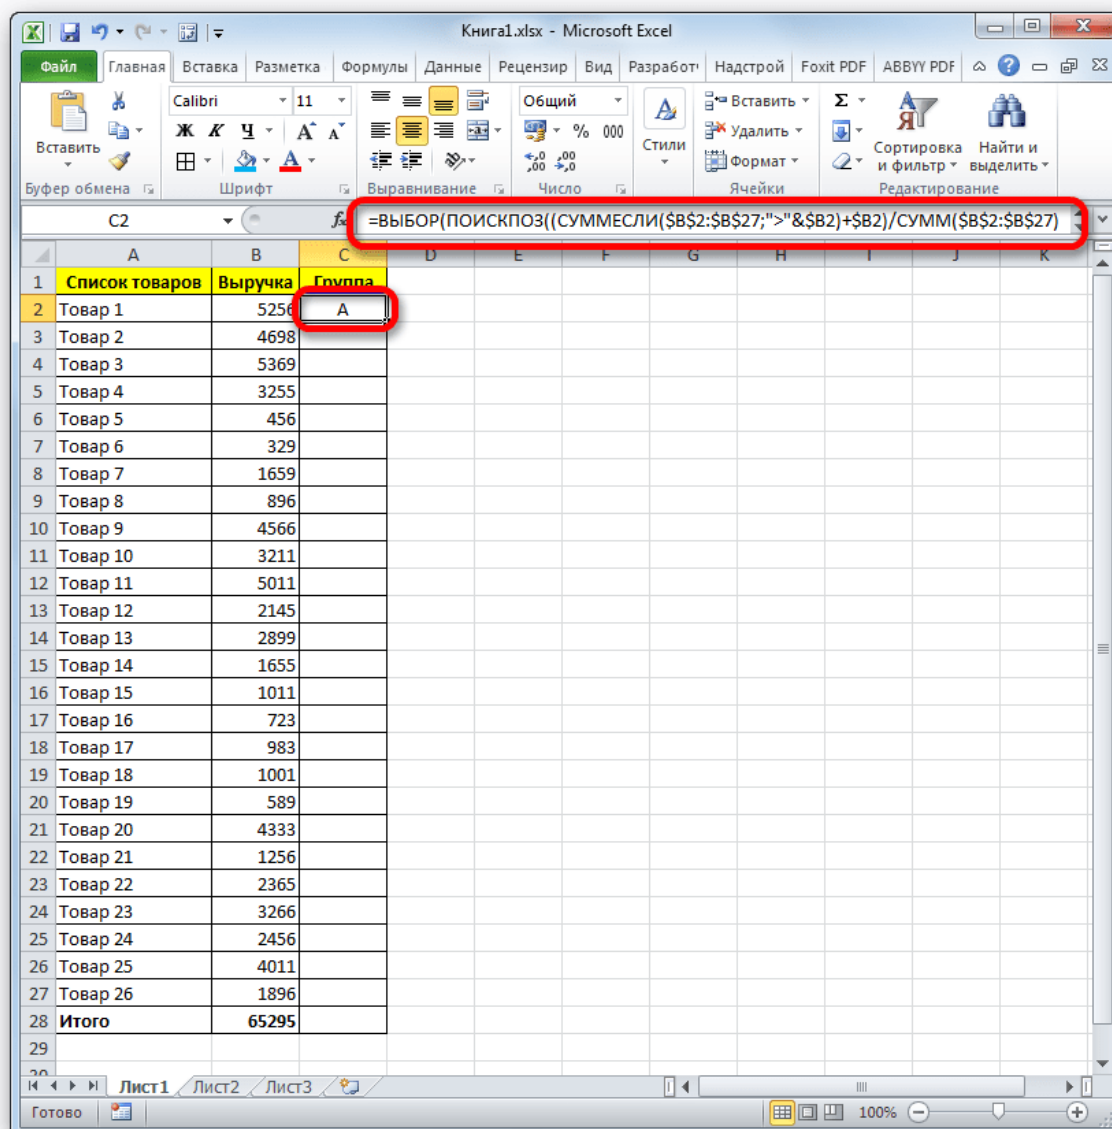 Книга1.xlsx - Microsoft Excel
Файл Главная Вставка Разметка Формулы Данные Рецензир Вид Разработ Надстрой Foxit PDF ABBYY PDF
Calibri 11 Общий Вставить Σ
Ж К Ч А А % 000 Удалить
Вставить Стили Формат Сортировка и фильтр Найти и выделить
Буфер обмена Шрифт Выравнивание Число Ячейки Редактирование
C2 fx =ВЫБОР(ПОИСКПОЗ((СУММЕСЛИ($B$2:$B$27;">"&$B2)+$B2)/СУММ($B$2:$B$27)
A B C D E F G H I J K
1 Список товаров Выручка Группа
2 Товар 1 5256 A
3 Товар 2 4698
4 Товар 3 5369
5 Товар 4 3255
6 Товар 5 456
7 Товар 6 329
8 Товар 7 1659
9 Товар 8 896
10 Товар 9 4566
11 Товар 10 3211
12 Товар 11 5011
13 Товар 12 2145
14 Товар 13 2899
15 Товар 14 1655
16 Товар 15 1011
17 Товар 16 723
18 Товар 17 983
19 Товар 18 1001
20 Товар 19 589
21 Товар 20 4333
22 Товар 21 1256
23 Товар 22 2365
24 Товар 23 3266
25 Товар 24 2456
26 Товар 25 4011
27 Товар 26 1896
28 Итого 65295
29
30
Лист1 Лист2 Лист3
Готово 100%